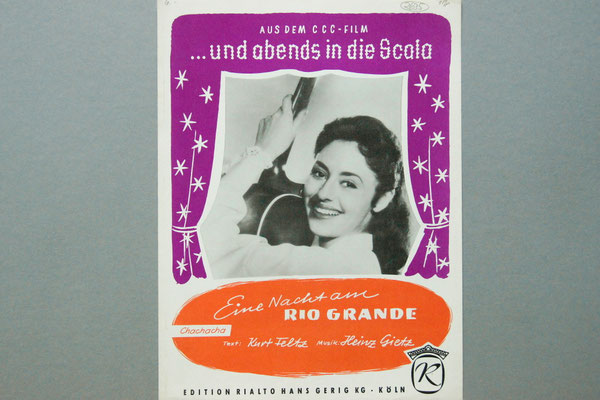 AUS DEM CCC-FILM
...und abends in die Scala
Eine Nacht am
RIO GRANDE
Chachacha
Text: Kurt Feltz Musik: Heinz Gietz
R
EDITION RIALTO HANS GERIG KG · KÖLN